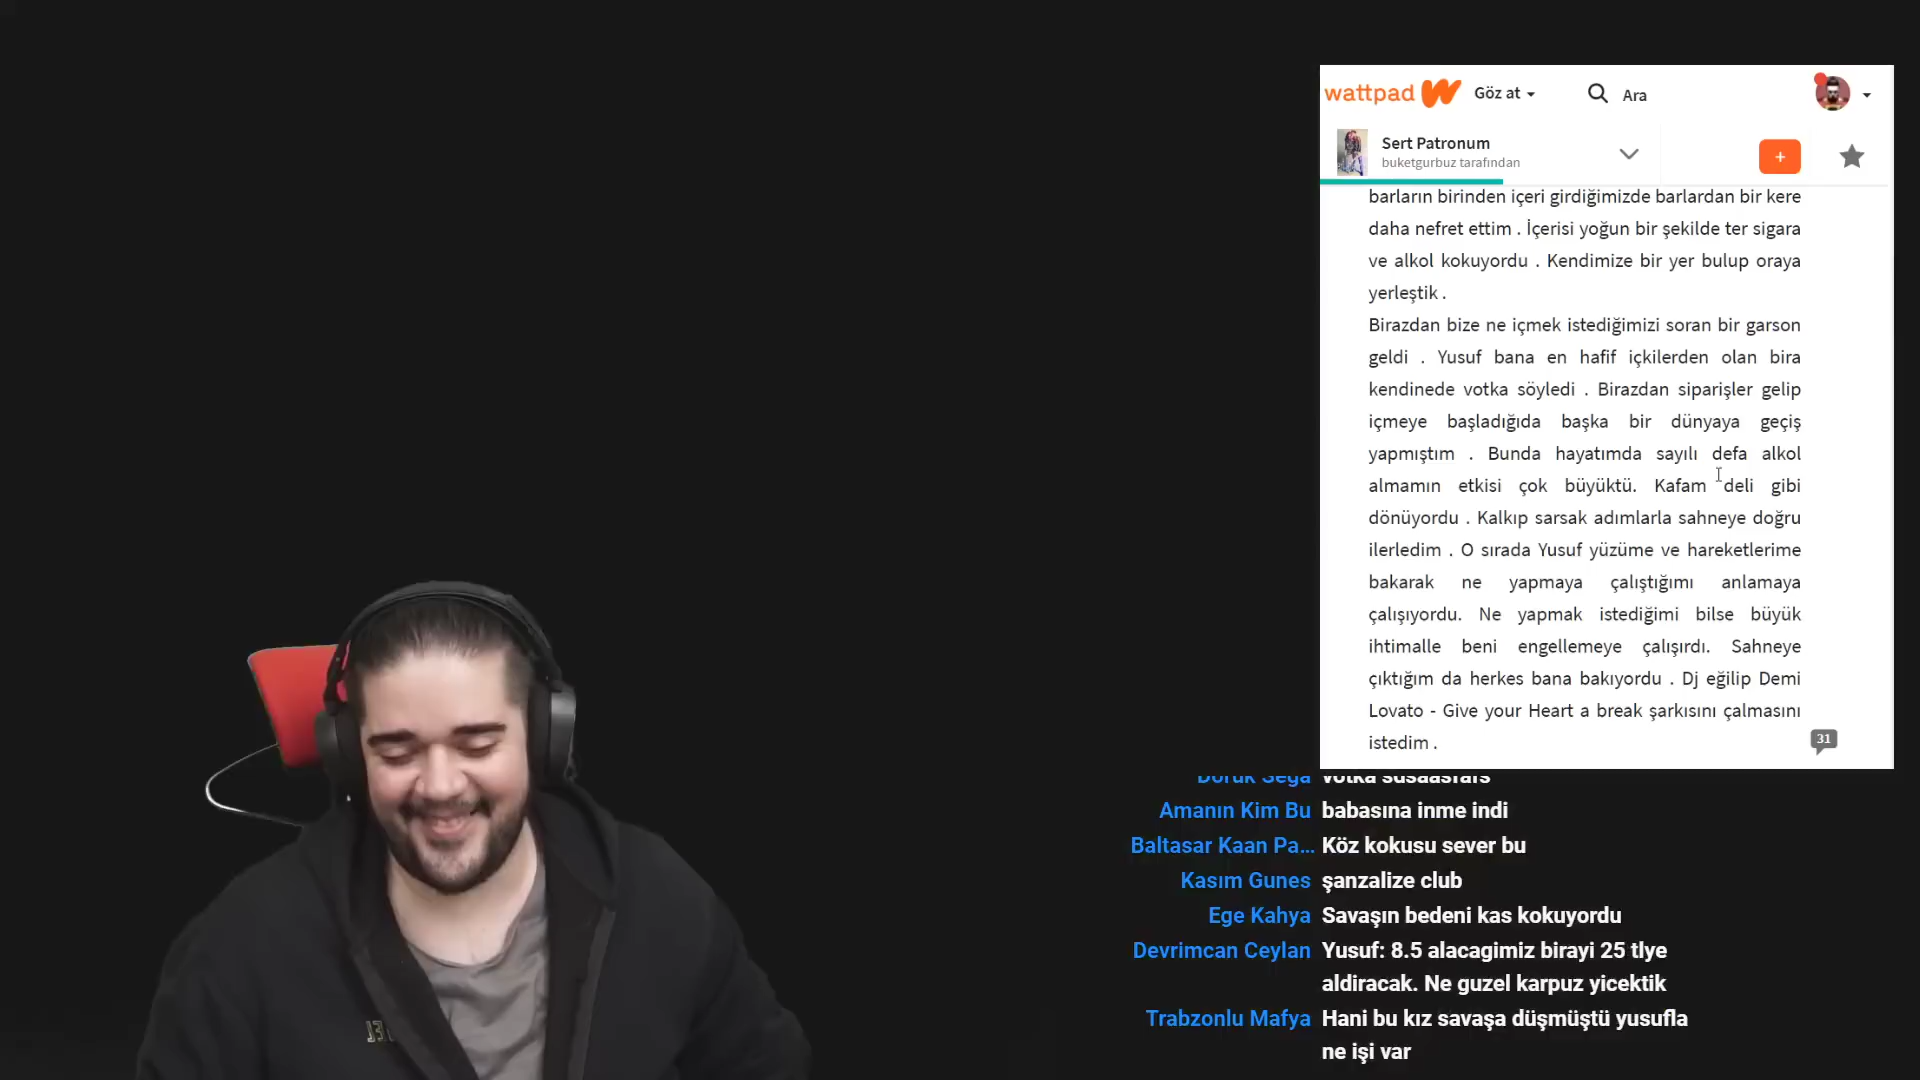 wattpad
Göz at
Ara
Sert Patronum
buketgurbuz tarafından
barların birinden içeri girdiğimizde barlardan bir kere
daha nefret ettim . İçerisi yoğun bir şekilde ter sigara
ve alkol kokuyordu . Kendimize bir yer bulup oraya
yerleştik .
Birazdan bize ne içmek istediğimizi soran bir garson
geldi . Yusuf bana en hafif içkilerden olan bira
kendinede votka söyledi . Birazdan siparişler gelip
içmeye başladığıda başka bir dünyaya geçiş
yapmıştım . Bunda hayatımda sayılı defa alkol
almamın etkisi çok büyüktü. Kafam deli gibi
dönüyordu . Kalkıp sarsak adımlarla sahneye doğru
ilerledim . O sırada Yusuf yüzüme ve hareketlerime
bakarak ne yapmaya çalıştığımı anlamaya
çalışıyordu. Ne yapmak istediğimi bilse büyük
ihtimalle beni engellemeye çalışırdı. Sahneye
çıktığım da herkes bana bakıyordu . Dj eğilip Demi
Lovato - Give your Heart a break şarkısını çalmasını
istedim .
31
Doruk Sega votka susaasfafs
Amanın Kim Bu babasına inme indi
Baltasar Kaan Pa... Köz kokusu sever bu
Kasım Gunes şanzalize club
Ege Kahya Savaşın bedeni kas kokuyordu
Devrimcan Ceylan Yusuf: 8.5 alacagimiz birayi 25 tlye
aldiracak. Ne guzel karpuz yicektik
Trabzonlu Mafya Hani bu kız savaşa düşmüştü yusufla
ne işi var